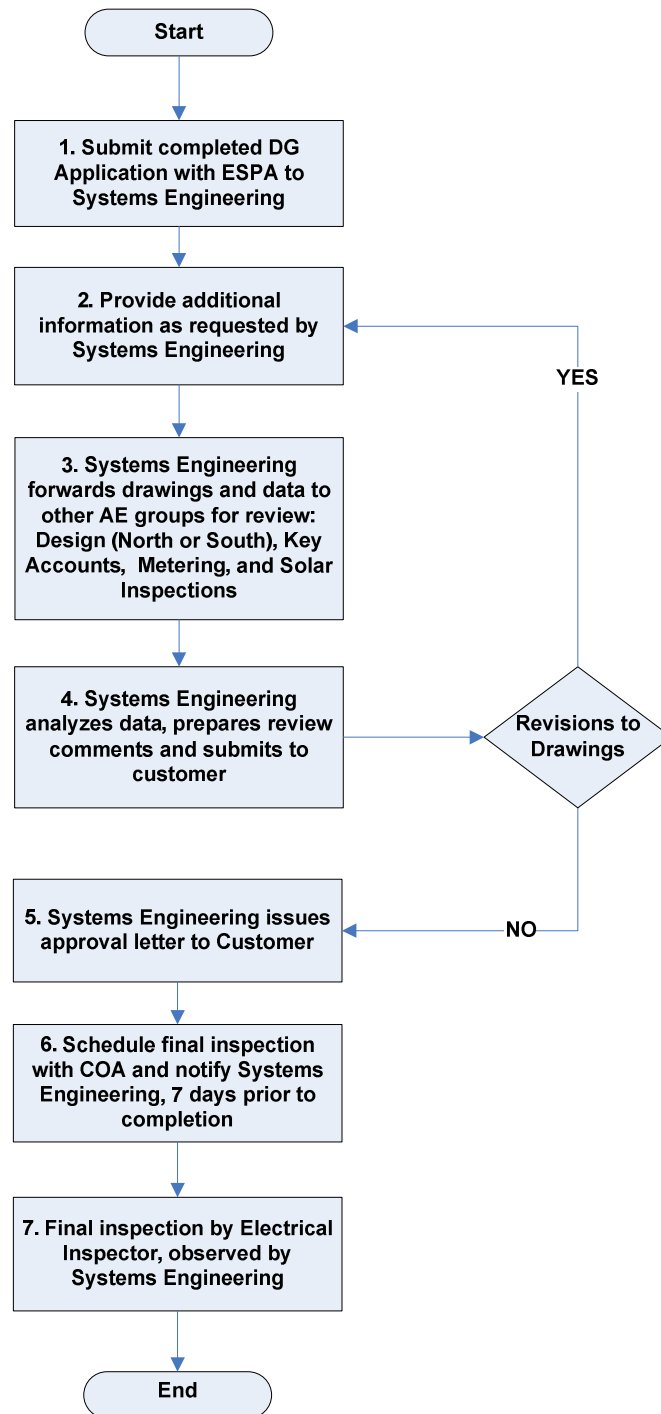 Start
1. Submit completed DG
Application with ESPA to
Systems Engineering
2. Provide additional
information as requested by
Systems Engineering
YES
3. Systems Engineering
forwards drawings and data to
other AE groups for review:
Design (North or South), Key
Accounts,  Metering, and Solar
Inspections
4. Systems Engineering
analyzes data, prepares review
comments and submits to
customer
Revisions to
Drawings
5. Systems Engineering issues
approval letter to Customer
NO
6. Schedule final inspection
with COA and notify Systems
Engineering, 7 days prior to
completion
7. Final inspection by Electrical
Inspector, observed by
Systems Engineering
End